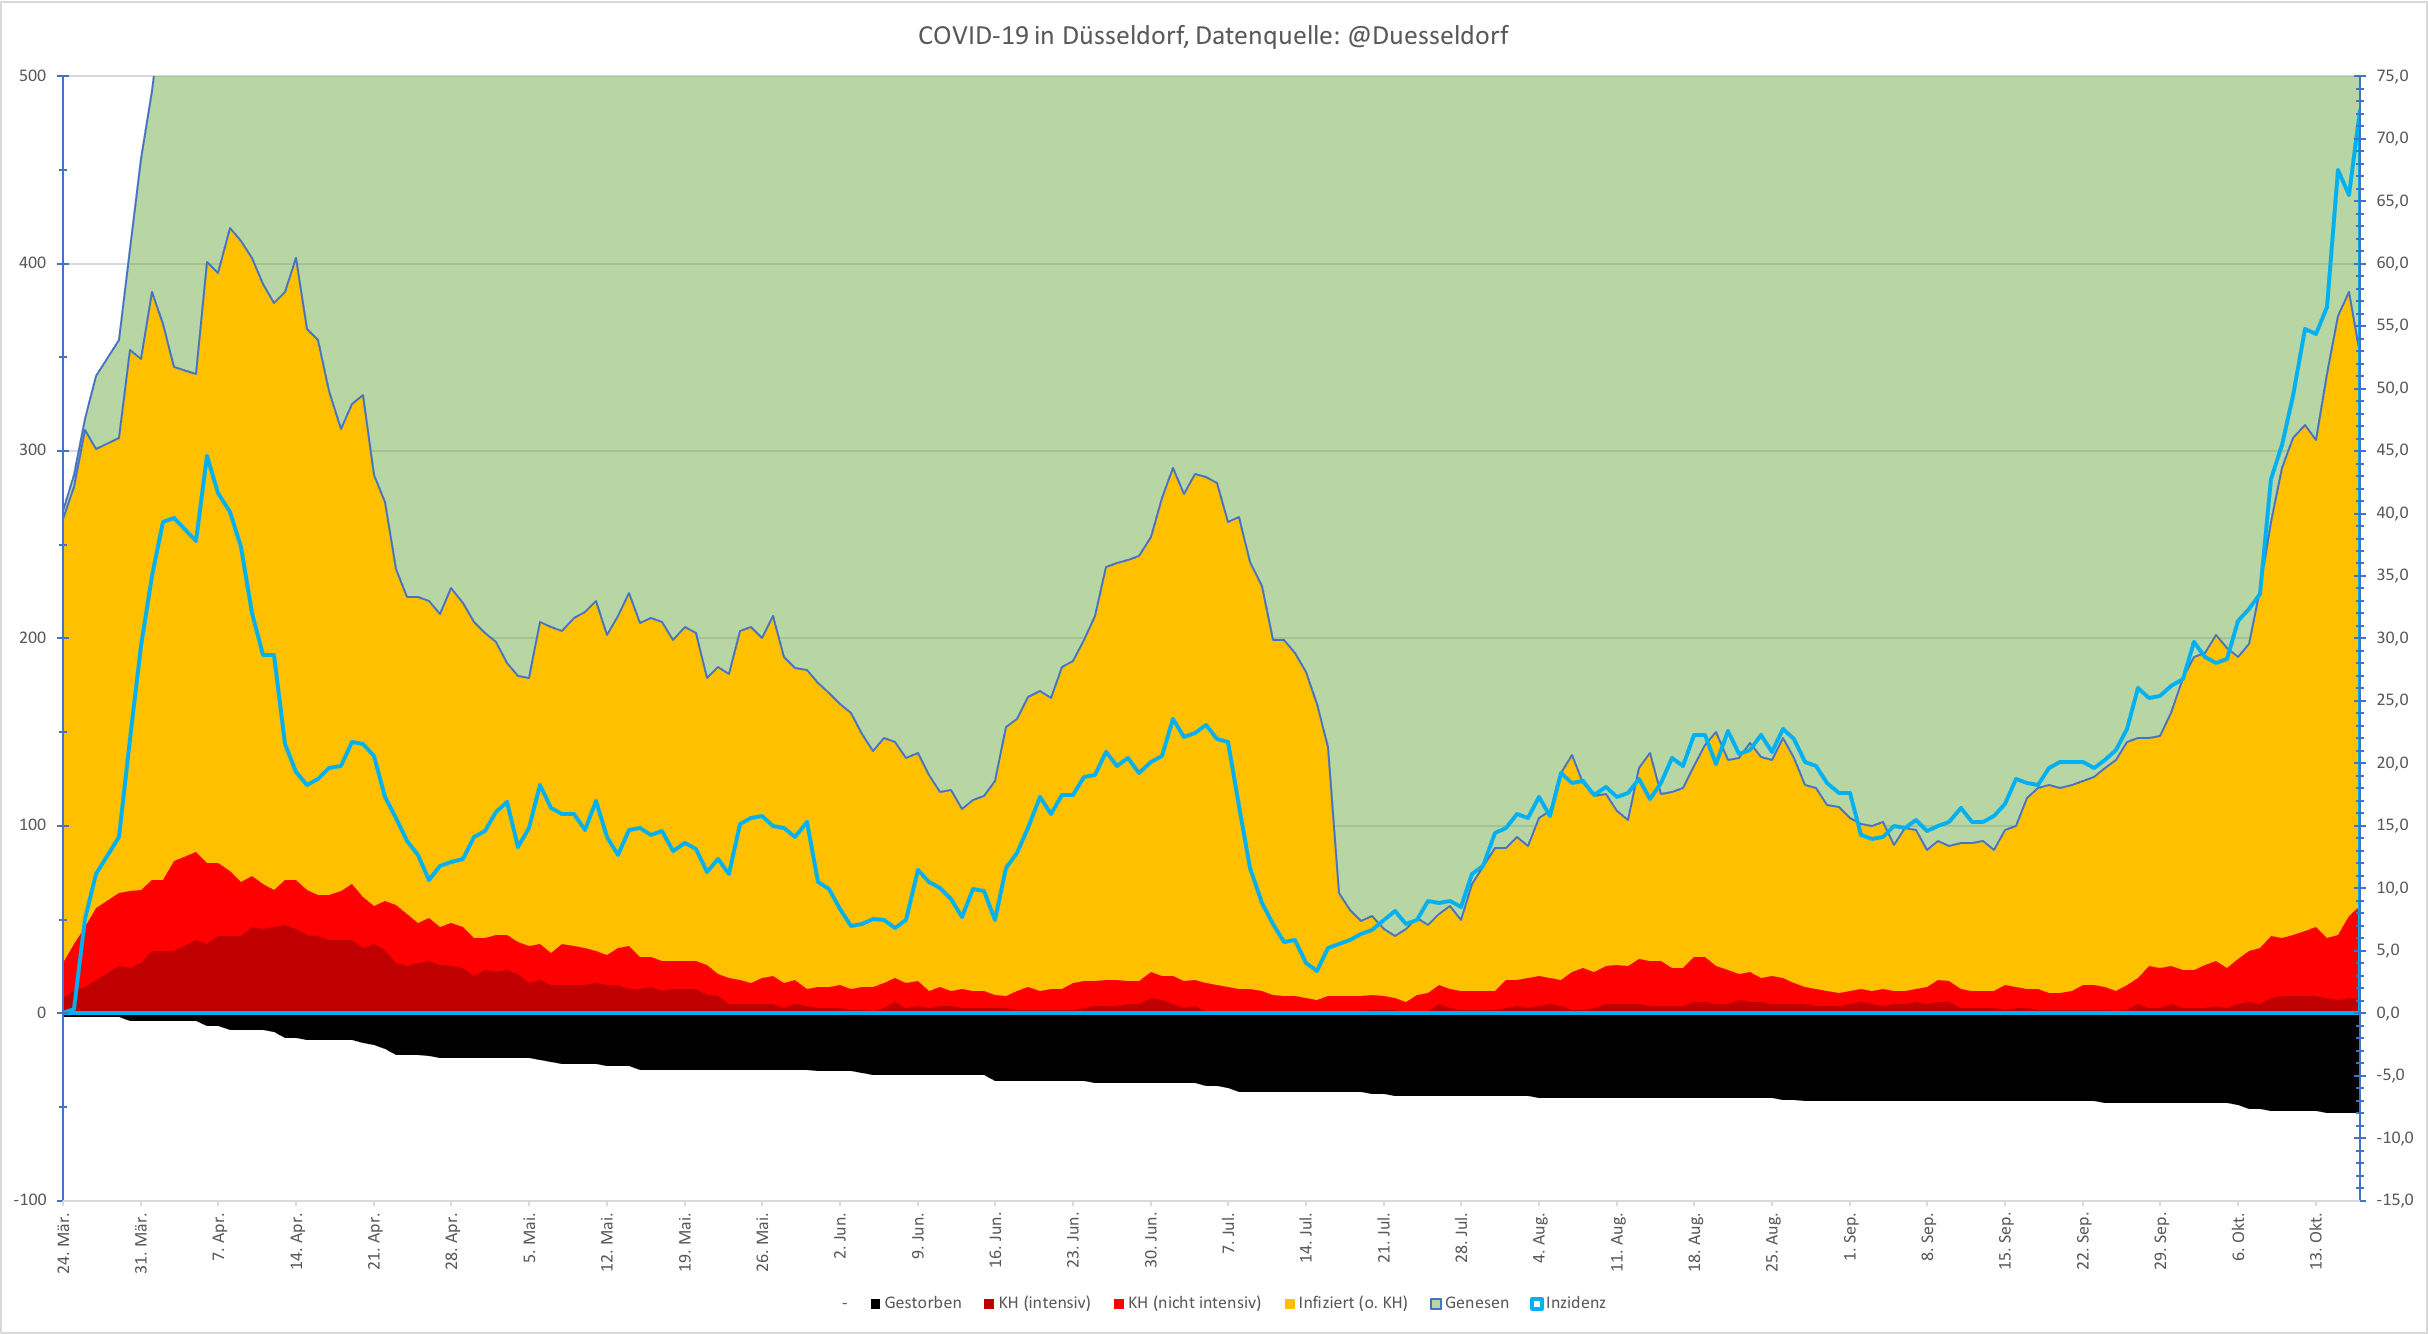 COVID-19 in Düsseldorf, Datenquelle: @Duesseldorf
500
400
300
200
100
0
-100
75,0
70,0
65,0
60,0
55,0
50,0
45,0
40,0
35,0
30,0
25,0
20,0
15,0
10,0
5,0
0,0
-5,0
-10,0
-15,0
24. Mär.
31. Mär.
7. Apr.
14. Apr.
21. Apr.
28. Apr.
5. Mai.
12. Mai.
19. Mai.
26. Mai.
2. Jun.
9. Jun.
16. Jun.
23. Jun.
30. Jun.
7. Jul.
14. Jul.
21. Jul.
28. Jul.
4. Aug.
11. Aug.
18. Aug.
25. Aug.
1. Sep.
8. Sep.
15. Sep.
22. Sep.
29. Sep.
6. Okt.
13. Okt.
- Gestorben KH (intensiv) KH (nicht intensiv) Infiziert (o. KH) Genesen Inzidenz